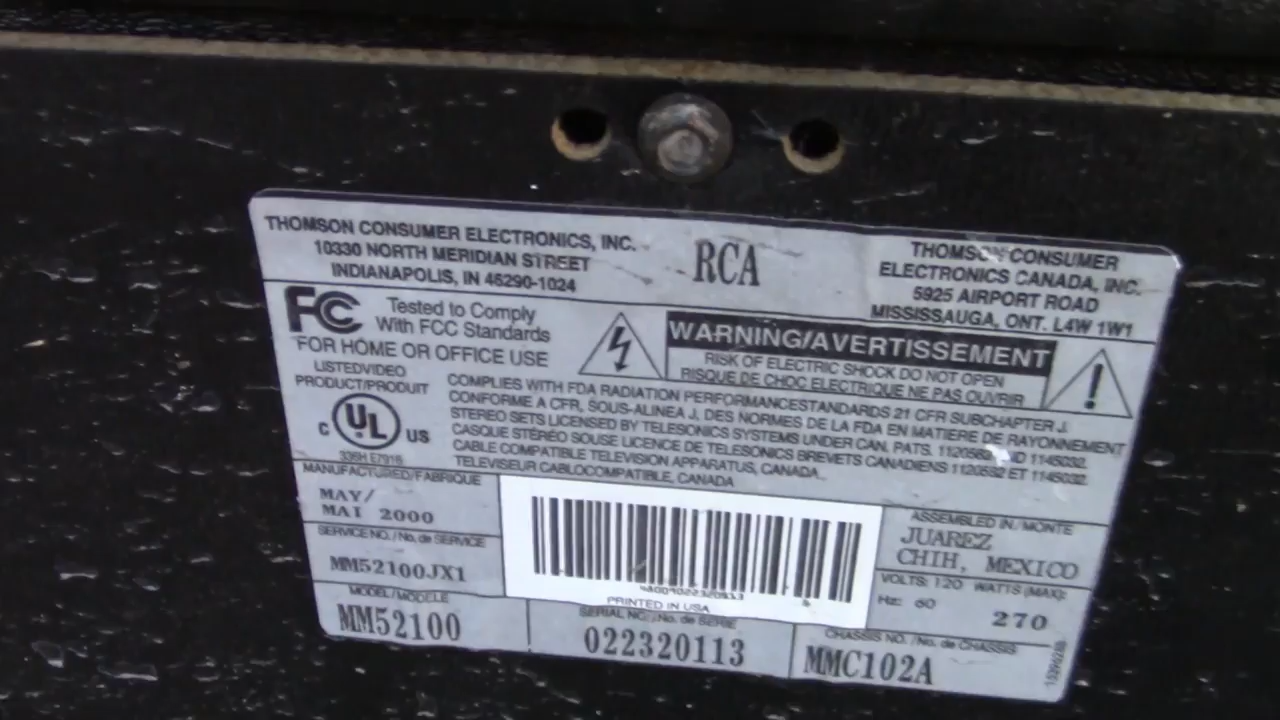 THOMSON CONSUMER ELECTRONICS, INC.
10330 NORTH MERIDIAN STREET
INDIANAPOLIS, IN 46290-1024
RCA
THOMSON CONSUMER
ELECTRONICS CANADA, INC.
5925 AIRPORT ROAD
MISSISSAUGA, ONT. L4W 1W1
FC Tested to Comply
With FCC Standards
FOR HOME OR OFFICE USE
WARNING/AVERTISSEMENT
RISK OF ELECTRIC SHOCK DO NOT OPEN
RISQUE DE CHOC ELECTRIQUE NE PAS OUVRIR
LISTEDVIDEO
PRODUCT/PRODUIT
C UL US
COMPLIES WITH FDA RADIATION PERFORMANCESTANDARDS 21 CFR SUBCHAPTER J.
CONFORME A CFR, SOUS-ALINEA J. DES NORMES DE LA FDA EN MATIERE DE RAYONNEMENT
STEREO SETS LICENSED BY TELESONICS SYSTEMS UNDER CAN. PATS. 1145032.
CASQUE STÉRÉO SOUSE LICENCE DE TELESONICS BREVETS CANADIENS 1120592 ET 1145032.
CABLE COMPATIBLE TELEVISION APPARATUS, CANADA.
TELEVISEUR CABLOCOMPATIBLE, CANADA
MANUFACTURED/FABRIQUE
MAY/
MAI 2000
SERVICE NO./No. de SERVICE
MM52100JX1
MODEL/MODELE
MM52100
PRINTED IN USA
SERIAL NO./No. de SERIE
022320113
ASSEMBLED IN/MONTE
JUAREZ
CHIH, MEXICO
VOLTS: 120 WATTS (MAX):
Hz: 60 270
CHASSIS NO./No. de CHASSIS
MMC102A